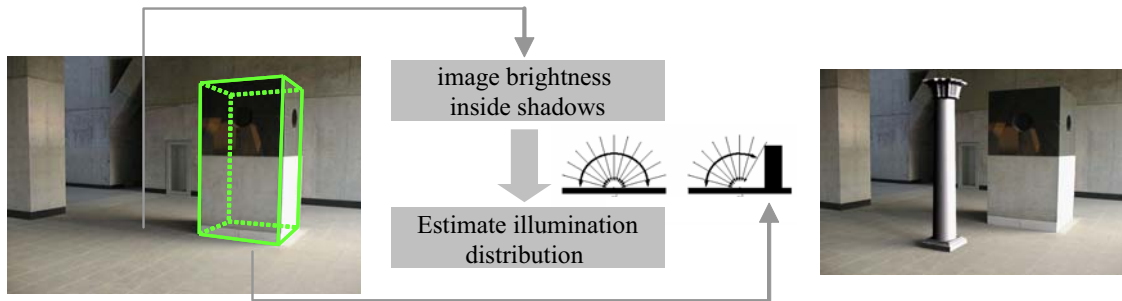 image brightness
inside shadows
Estimate illumination
distribution